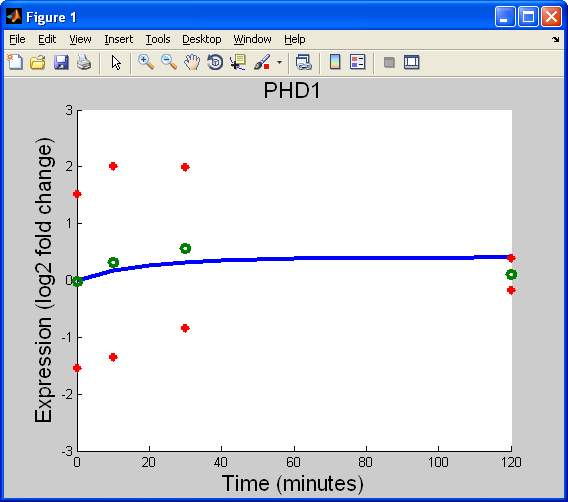 Figure 1
File Edit View Insert Tools Desktop Window Help
PHD1
3
2
1
0
-1
-2
-3
Expression (log2 fold change)
0 20 40 60 80 100 120
Time (minutes)